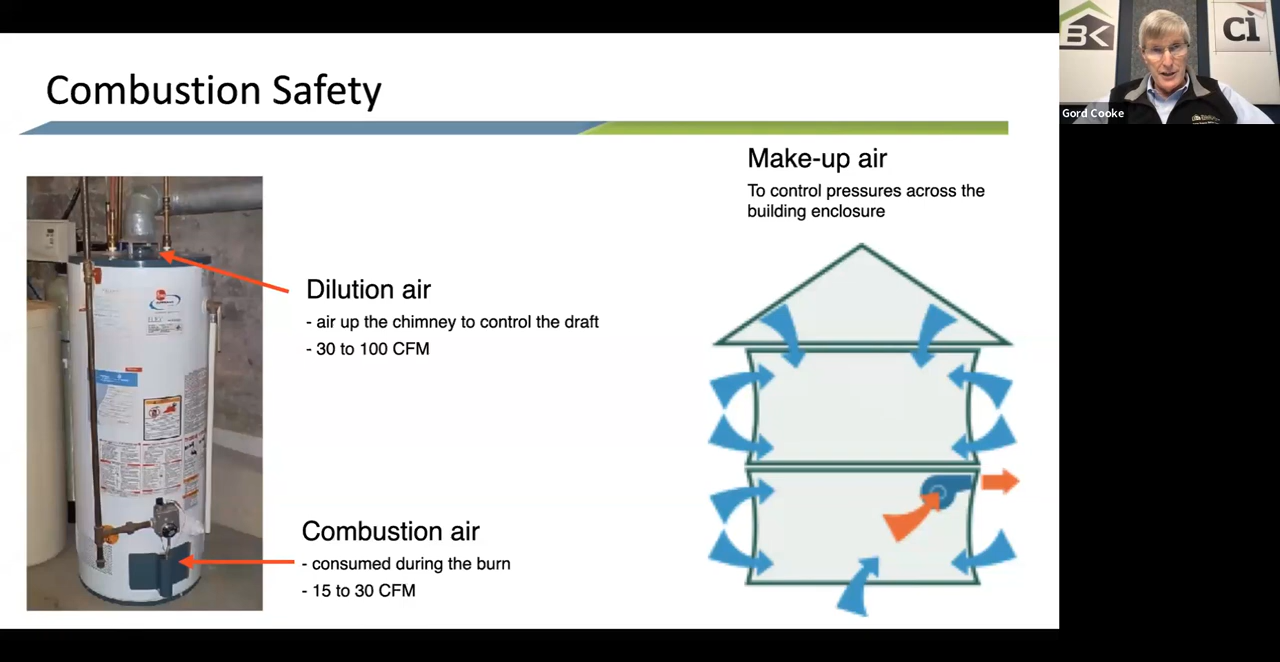 Combustion Safety
BK
ci
Gord Cooke
Make-up air
To control pressures across the
building enclosure
Dilution air
- air up the chimney to control the draft
- 30 to 100 CFM
Combustion air
- consumed during the burn
- 15 to 30 CFM